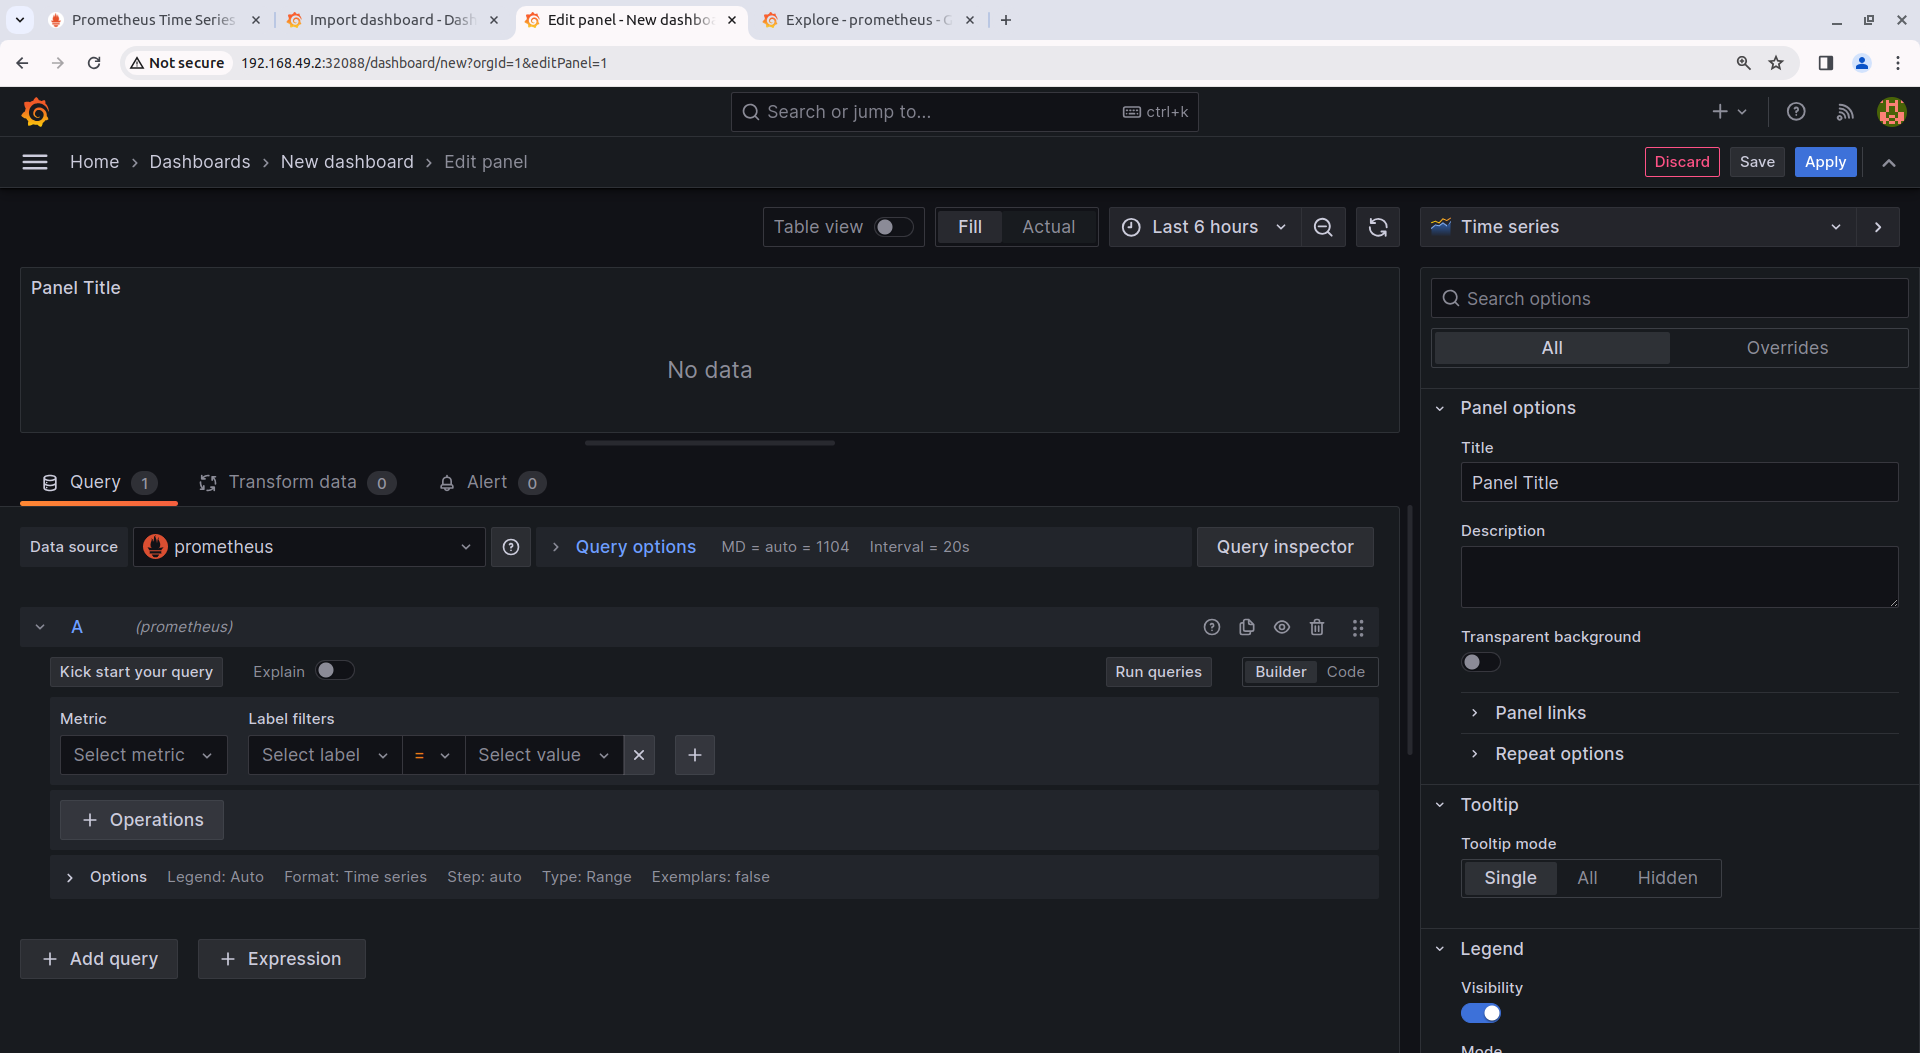 Prometheus Time Series
Import dashboard - Dash
Edit panel - New dashbo
Explore - prometheus - G
Not secure
192.168.49.2:32088/dashboard/new?orgId=1&editPanel=1
Search or jump to...
ctrl+k
Home
Dashboards
New dashboard
Edit panel
Discard
Save
Apply
Table view
Fill
Actual
Last 6 hours
Time series
Panel Title
No data
Search options
All
Overrides
Panel options
Title
Panel Title
Description
Transparent background
Panel links
Repeat options
Tooltip
Tooltip mode
Single
All
Hidden
Legend
Visibility
Mode
Query 1
Transform data 0
Alert 0
Data source
prometheus
Query options
MD = auto = 1104
Interval = 20s
Query inspector
A
(prometheus)
Kick start your query
Explain
Run queries
Builder
Code
Metric
Label filters
Select metric
Select label
=
Select value
+ Operations
Options
Legend: Auto
Format: Time series
Step: auto
Type: Range
Exemplars: false
+ Add query
+ Expression